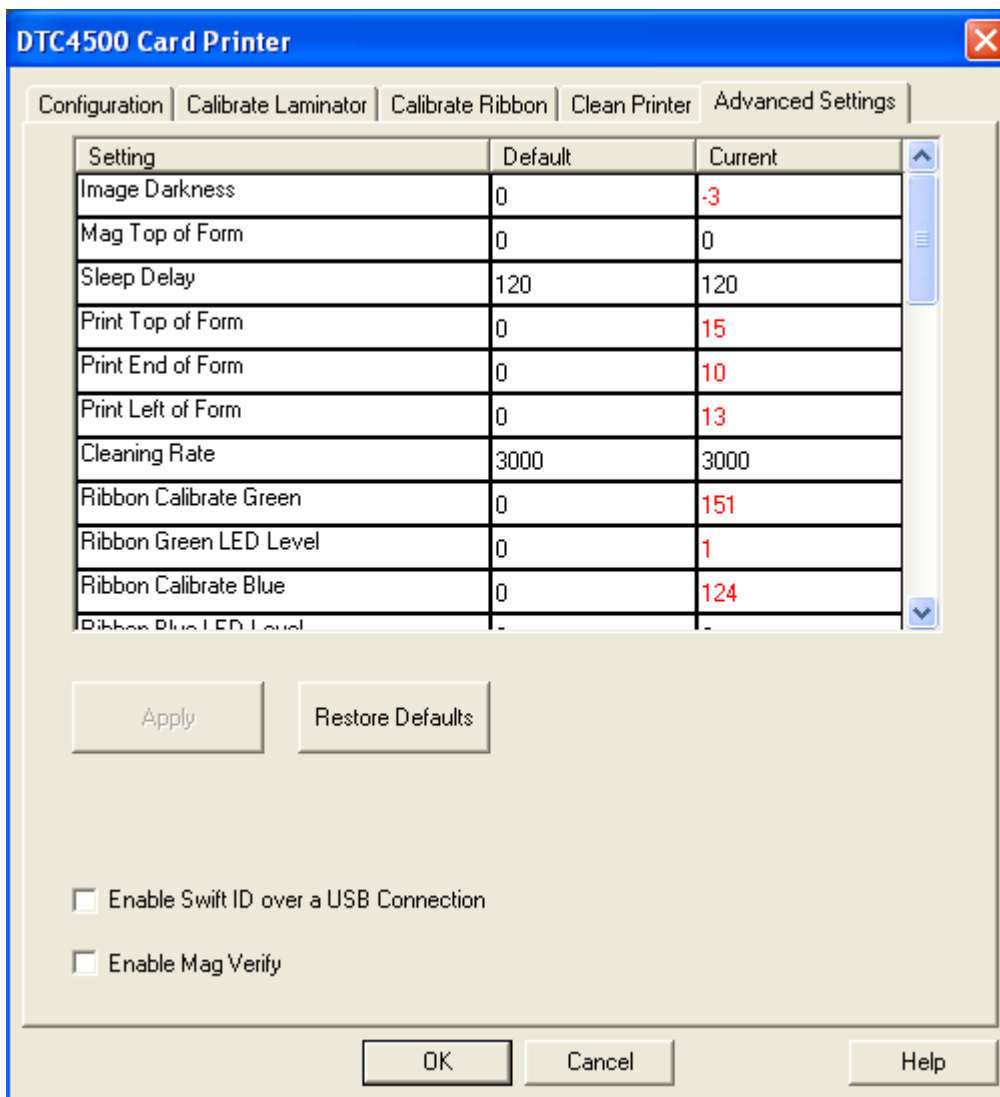 DTC4500 Card Printer
Configuration Calibrate Laminator Calibrate Ribbon Clean Printer Advanced Settings
Setting Default Current
Image Darkness 0 -3
Mag Top of Form 0 0
Sleep Delay 120 120
Print Top of Form 0 15
Print End of Form 0 10
Print Left of Form 0 13
Cleaning Rate 3000 3000
Ribbon Calibrate Green 0 151
Ribbon Green LED Level 0 1
Ribbon Calibrate Blue 0 124
Ribbon Blue LED Level
Apply Restore Defaults
Enable Swift ID over a USB Connection
Enable Mag Verify
OK Cancel Help